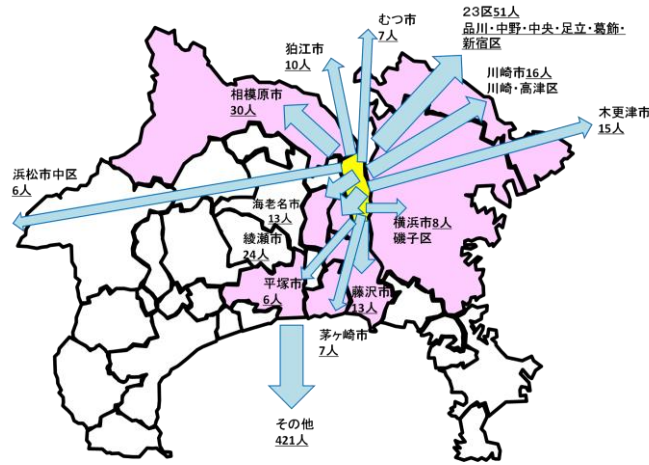 むつ市
7人
23区51人
品川・中野・中央・足立・葛飾・
新宿区
狛江市
10人
川崎市16人
川崎・高津区
相模原市
30人
木更津市
15人
浜松市中区
6人
海老名市
13人
横浜市8人
磯子区
綾瀬市
24人
平塚市
6人
藤沢市
13人
茅ヶ崎市
7人
その他
421人